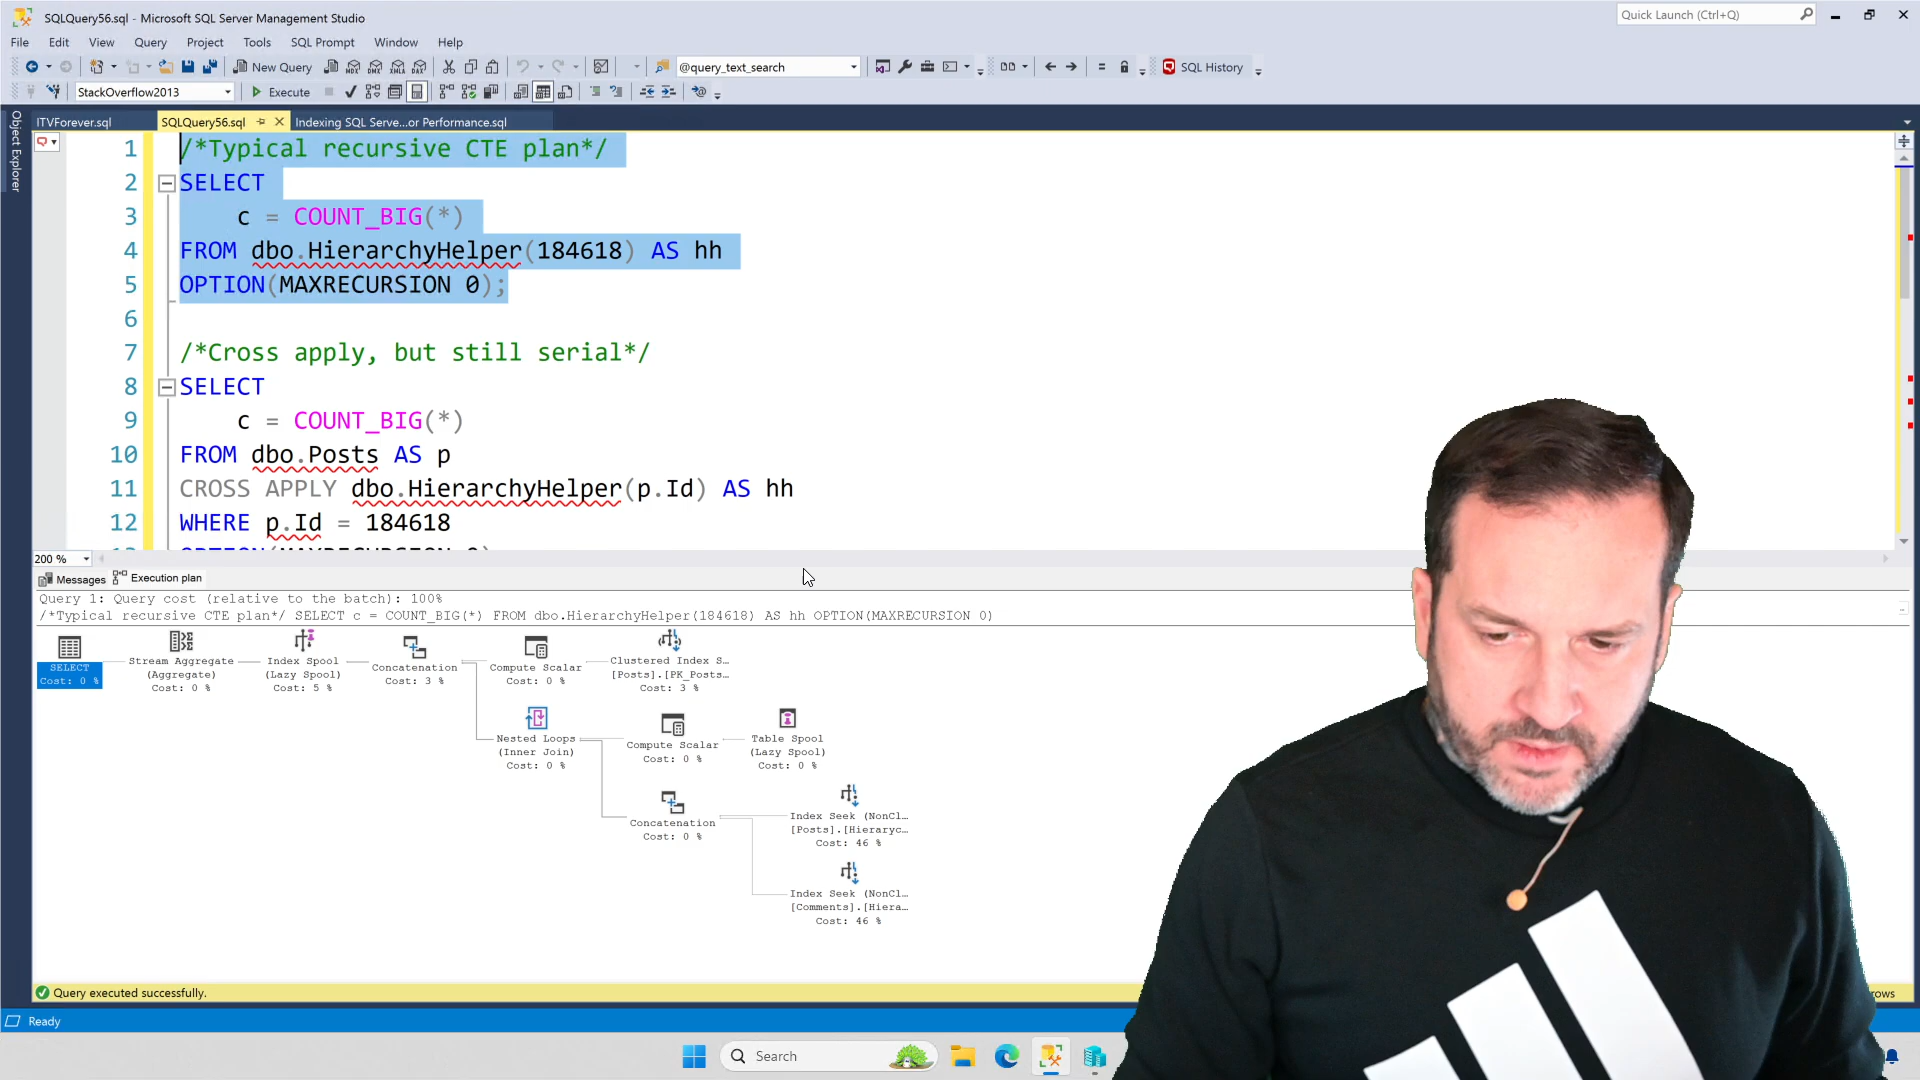 SQLQuery56.sql - Microsoft SQL Server Management Studio
Quick Launch (Ctrl+Q)
File Edit View Query Project Tools SQL Prompt Window Help
New Query
MDX DMX XMLA DAX
@query_text_search
SQL History
StackOverflow2013
Execute
ITVForever.sql
SQLQuery56.sql
Indexing SQL Serve...or Performance.sql
Object Explorer
1 /*Typical recursive CTE plan*/
2 SELECT
3 c = COUNT_BIG(*)
4 FROM dbo.HierarchyHelper(184618) AS hh
5 OPTION(MAXRECURSION 0);
6
7 /*Cross apply, but still serial*/
8 SELECT
9 c = COUNT_BIG(*)
10 FROM dbo.Posts AS p
11 CROSS APPLY dbo.HierarchyHelper(p.Id) AS hh
12 WHERE p.Id = 184618
200 %
Messages Execution plan
Query 1: Query cost (relative to the batch): 100%
/*Typical recursive CTE plan*/ SELECT c = COUNT_BIG(*) FROM dbo.HierarchyHelper(184618) AS hh OPTION(MAXRECURSION 0)
SELECT
Cost: 0 %
Stream Aggregate
(Aggregate)
Cost: 0 %
Index Spool
(Lazy Spool)
Cost: 5 %
Concatenation
Cost: 3 %
Compute Scalar
Cost: 0 %
Clustered Index S...
[Posts].[PK_Posts...
Cost: 3 %
Nested Loops
(Inner Join)
Cost: 0 %
Compute Scalar
Cost: 0 %
Table Spool
(Lazy Spool)
Cost: 0 %
Concatenation
Cost: 0 %
Index Seek (NonCl...
[Posts].[Hieraryc...
Cost: 46 %
Index Seek (NonCl...
[Comments].[Hiera...
Cost: 46 %
Query executed successfully.
rows
Ready
Search